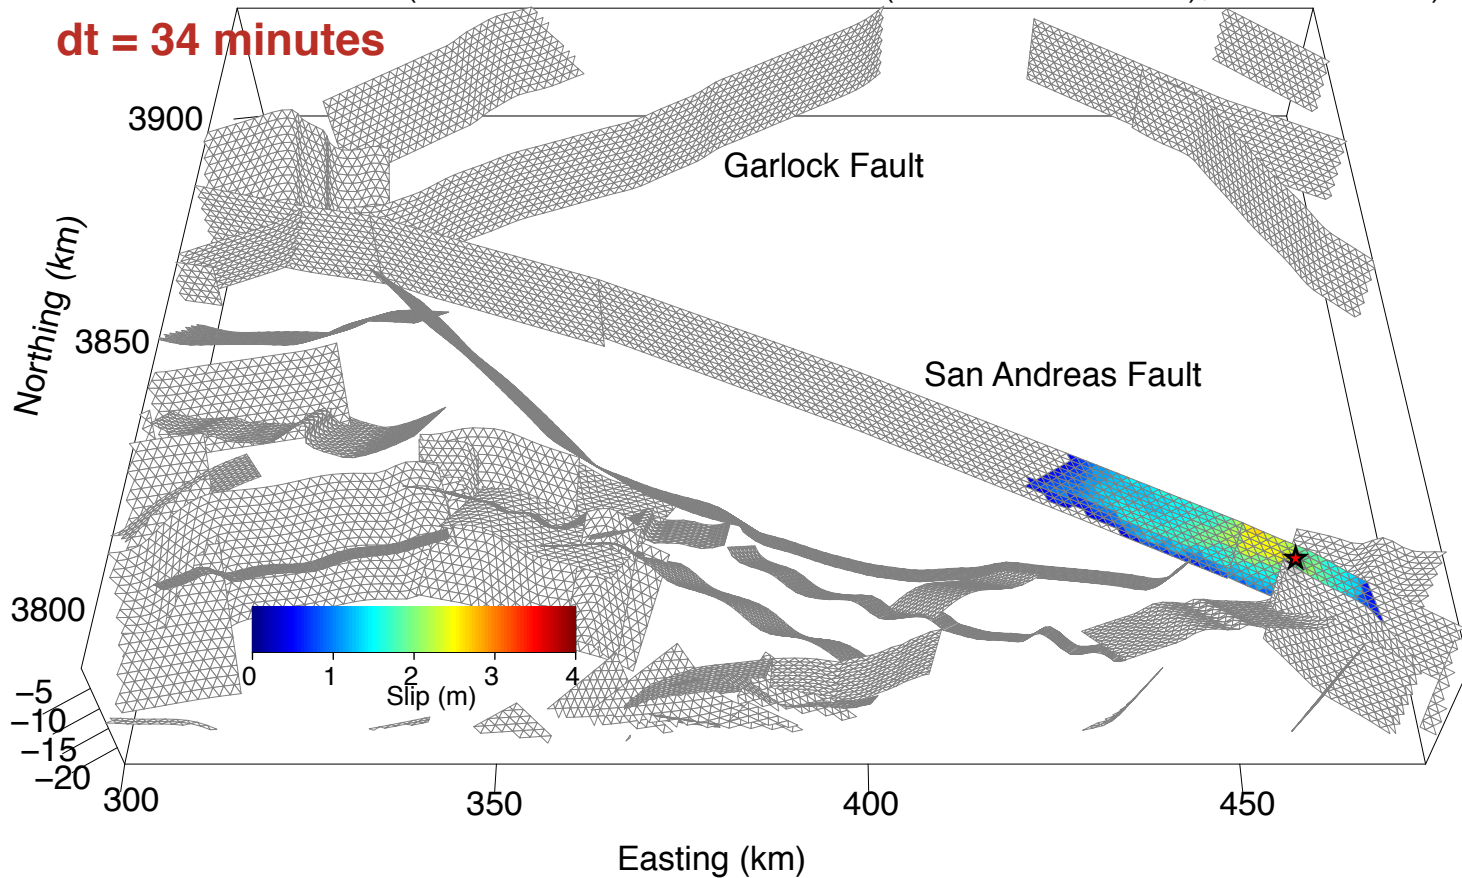 dt = 34 minutes
3900
Garlock Fault
Northing (km)
3850
San Andreas Fault
3800
0 1 2 3 4
Slip (m)
−5
−10
−15
−20
300 350 400 450
Easting (km)